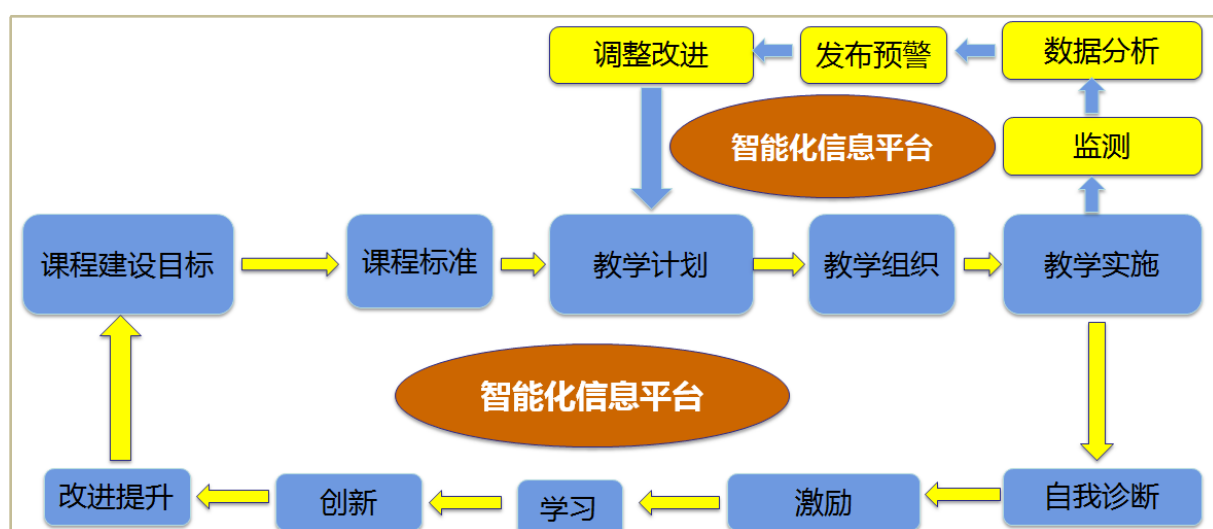 调整改进
发布预警
数据分析
智能化信息平台
监测
课程建设目标
课程标准
教学计划
教学组织
教学实施
智能化信息平台
改进提升
创新
学习
激励
自我诊断